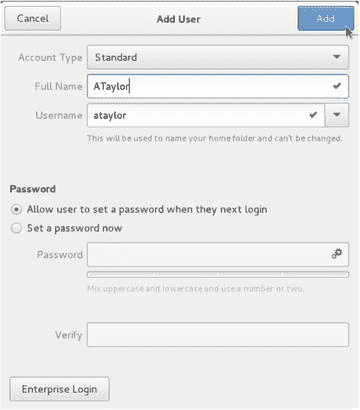 Cancel Add User Add
Account Type Standard
Full Name ATaylor
Username ataylor
This will be used to name your home folder and can't be changed.
Password
Allow user to set a password when they next login
Set a password now
Password
Mix uppercase and lowercase and use a number or two.
Verify
Enterprise Login